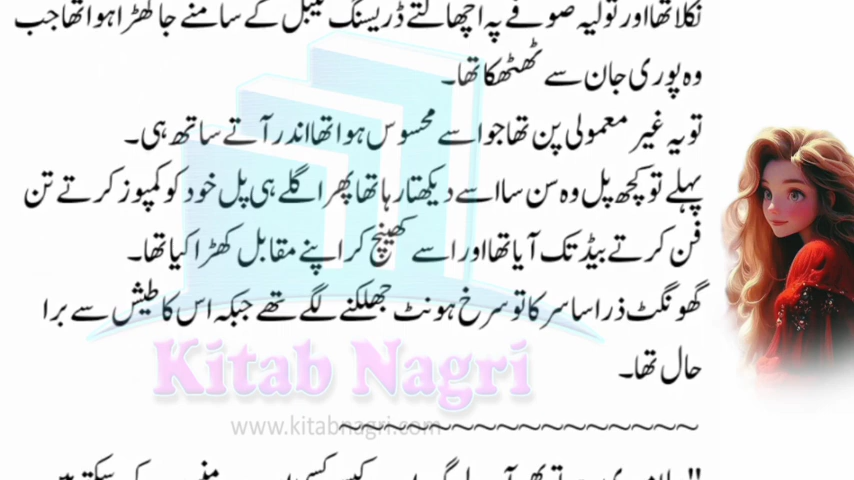 نکلا تھا اور تولیہ صوفے پہ اچھالتے ڈریسنگ ٹیبل کے سامنے جا کھڑا ہوا تھا جب
وہ پوری جان سے ٹھٹھکا تھا۔
تو یہ غیر معمولی پن تھا جو اسے محسوس ہوا تھا اندر آتے ساتھ ہی۔
پہلے تو کچھ پل وہ سن سا اسے دیکھتا رہا تھا پھر اگلے ہی پل خود کو کمپوز کرتے تن
فن کرتے بیڈ تک آیا تھا اور اسے کھینچ کر اپنے مقابل کھڑا کیا تھا۔
گھونگٹ ذرا سا سر کا تو سرخ ہونٹ جھلکنے لگے تھے جبکہ اس کا طیش سے برا
حال تھا۔
Kitab Nagri
www.kitabnagri.com
~~~~~~~~~~~~~~~~~